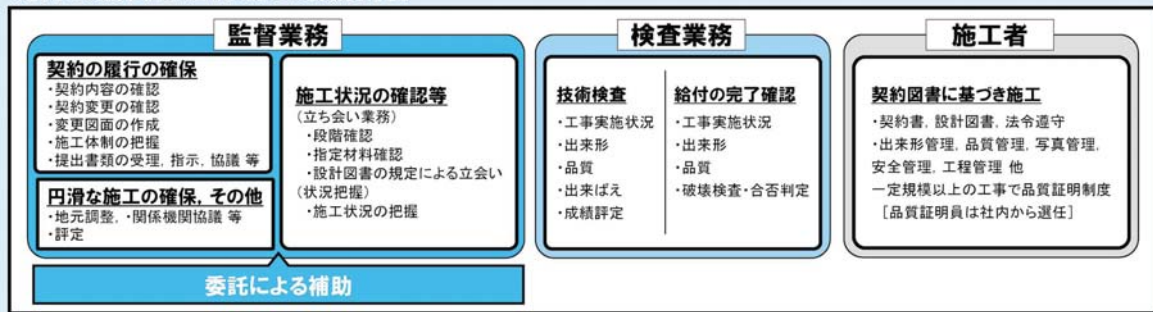 監督業務
契約の履行の確保
・契約内容の確認
・契約変更の確認
・変更図面の作成
・施工体制の把握
・提出書類の受理, 指示, 協議 等
円滑な施工の確保, その他
・地元調整, ・関係機関協議 等
・評定
施工状況の確認等
(立ち会い業務)
・段階確認
・指定材料確認
・設計図書の規定による立会い
(状況把握)
・施工状況の把握
委託による補助
検査業務
技術検査
・工事実施状況
・出来形
・品質
・出来ばえ
・成績評定
給付の完了確認
・工事実施状況
・出来形
・品質
・破壊検査・合否判定
施工者
契約図書に基づき施工
・契約書, 設計図書, 法令遵守
・出来形管理, 品質管理, 写真管理,
安全管理, 工程管理 他
一定規模以上の工事で品質証明制度
[品質証明員は社内から選任]